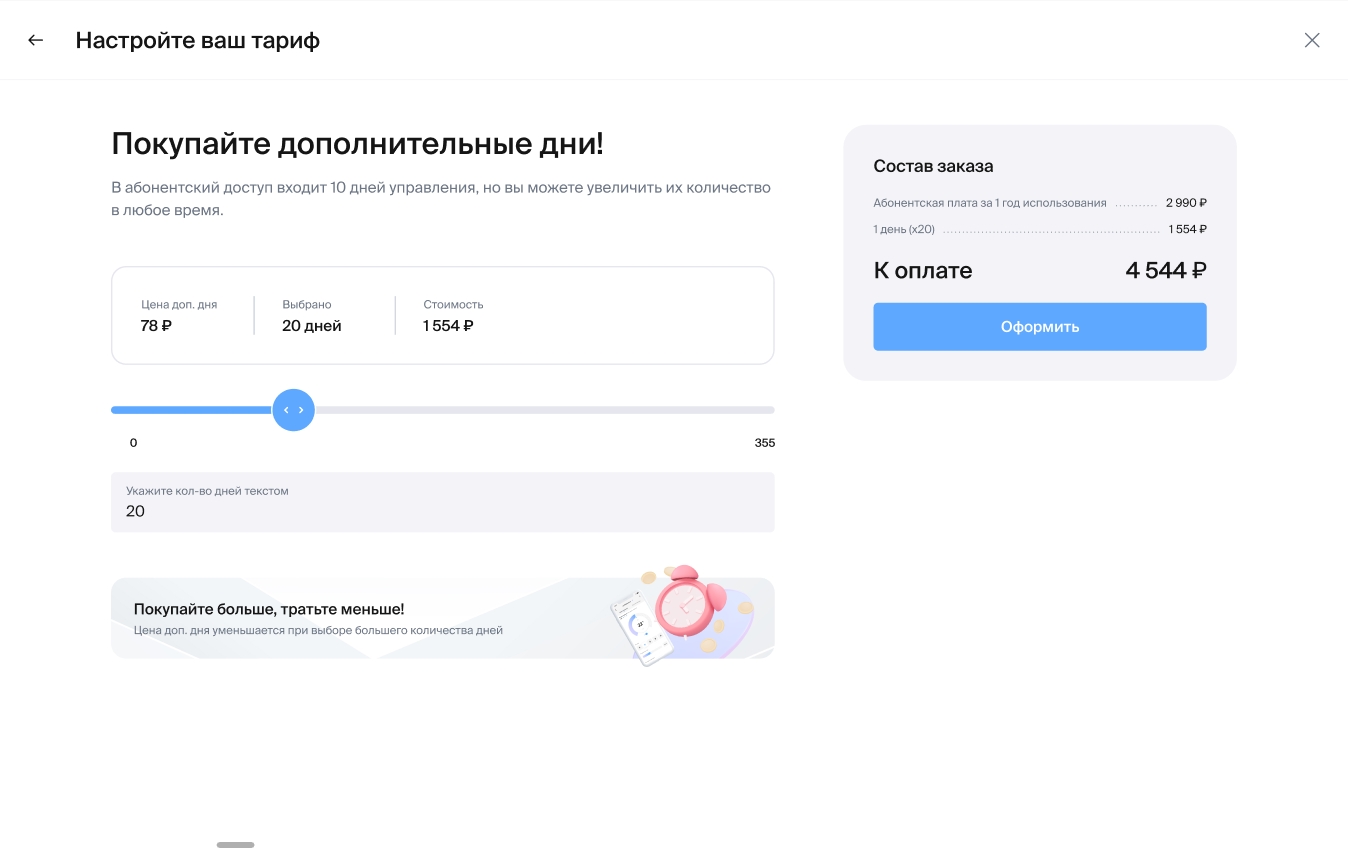 Настройте ваш тариф
Покупайте дополнительные дни!
В абонентский доступ входит 10 дней управления, но вы можете увеличить их количество
в любое время.
Цена доп. дня
78 ₽
Выбрано
20 дней
Стоимость
1 554 ₽
0
355
Укажите кол-во дней текстом
20
Покупайте больше, тратьте меньше!
Цена доп. дня уменьшается при выборе большего количества дней
Состав заказа
Абонентская плата за 1 год использования ........... 2 990 ₽
1 день (x20) ........................................................ 1 554 ₽
К оплате 4 544 ₽
Оформить